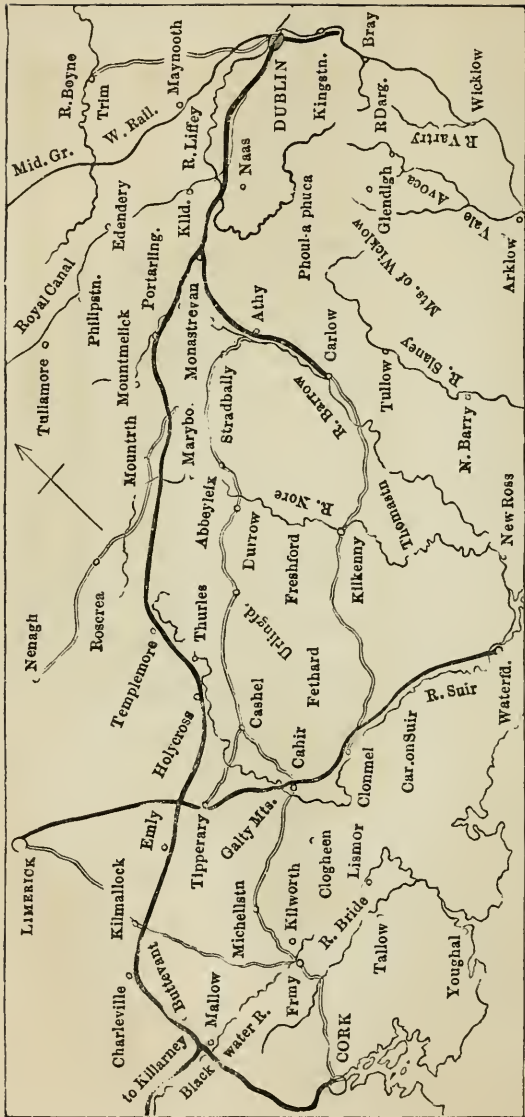 R. Boyne
Trim
Maynooth
Mid. Gr.
W. Rail.
R. Liffey
DUBLIN
Kingstn.
Bray
R Darg.
Wicklow
R Vartry
Royal Canal
Edendery
Naas
Kild.
Phoul-a phuca
Glendlgh
Avoca
Vale
Arklow
Mts. of Wicklow
Tullamore
Philipstn.
Portarling.
Mountmelick
Monastrevan
Athy
Carlow
R. Barrow
Tullow
R. Slaney
N. Barry
Mountrth
Marybo.
Stradbally
Abbeyleix
R. Nore
Thomastn
New Ross
Nenagh
Roscrea
Durrow
Freshford
Kilkenny
Urlingfd.
Templemore
Thurles
Holycross
Cashel
Fethard
Cahir
Clonmel
Car.onSuir
R. Suir
Waterfd.
LIMERICK
Emly
Tipperary
Galty Mts.
Clogheen
Lismor
Kilmallock
Michellstn
Kilworth
R. Bride
Tallow
Youghal
Charleville
Butevant
Mallow
Frmy
to Killarney
Black water R.
CORK